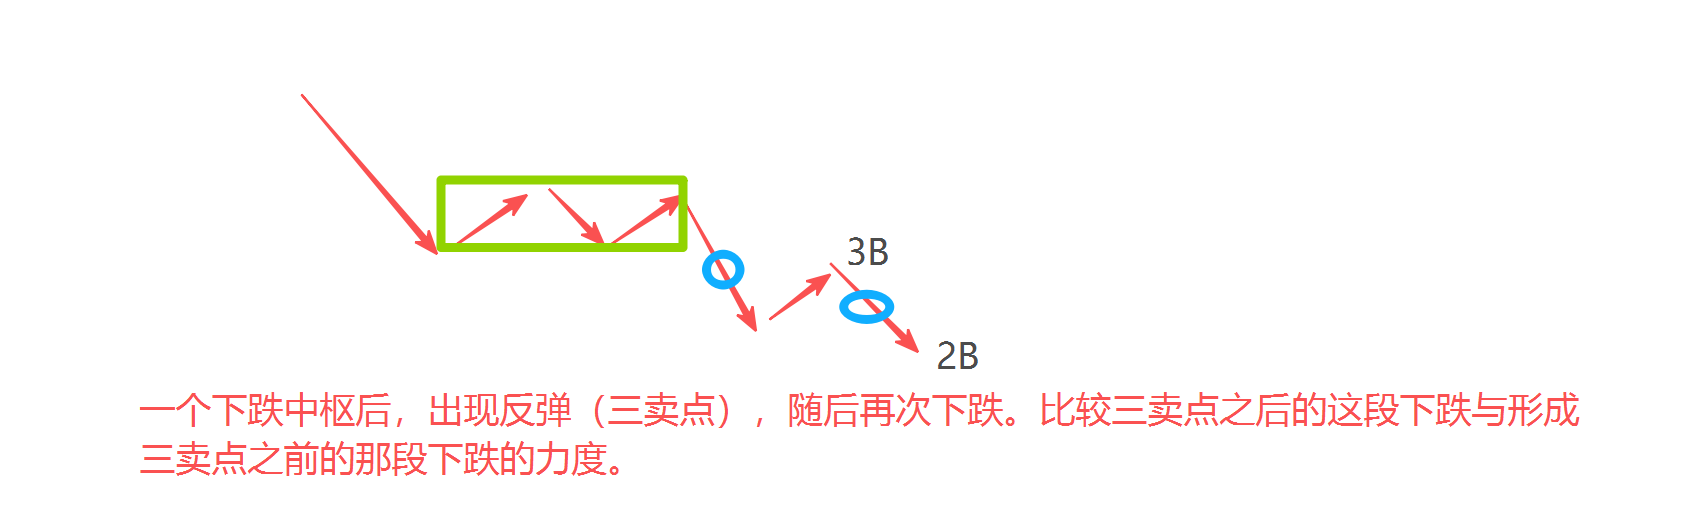 3B
2B
一个下跌中枢后，出现反弹（三卖点），随后再次下跌。比较三卖点之后的这段下跌与形成
三卖点之前的那段下跌的力度。